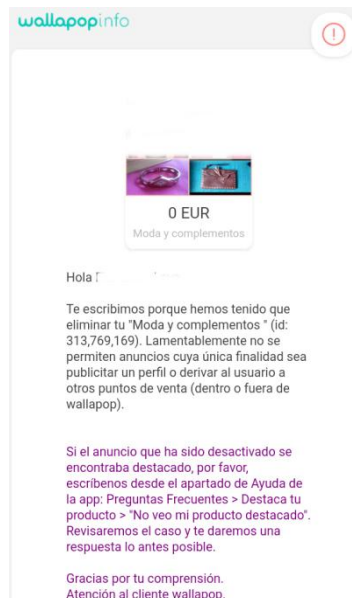 wallapop info
0 EUR
Moda y complementos
Hola
Te escribimos porque hemos tenido que
eliminar tu "Moda y complementos " (id:
313,769,169). Lamentablemente no se
permiten anuncios cuya única finalidad sea
publicitar un perfil o derivar al usuario a
otros puntos de venta (dentro o fuera de
wallapop).
Si el anuncio que ha sido desactivado se
encontraba destacado, por favor,
escríbenos desde el apartado de Ayuda de
la app: Preguntas Frecuentes > Destaca tu
producto > "No veo mi producto destacado".
Revisaremos el caso y te daremos una
respuesta lo antes posible.
Gracias por tu comprensión.
Atención al cliente wallapop.